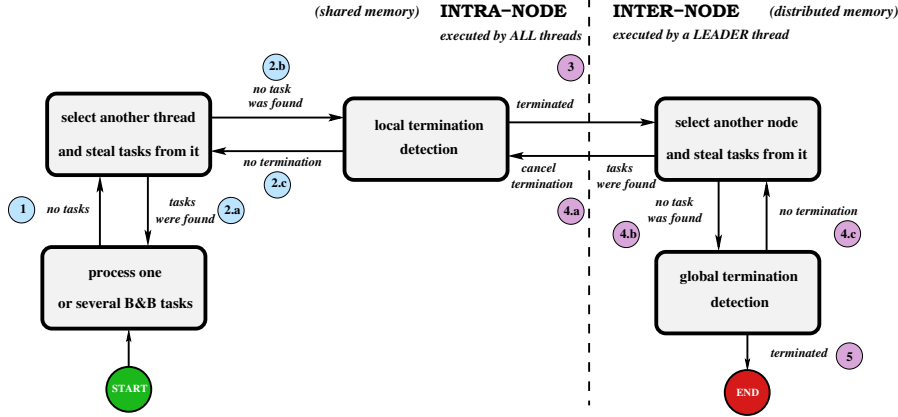 (shared memory) INTRA-NODE
executed by ALL threads
INTER-NODE (distributed memory)
executed by a LEADER thread
2.b
no task
was found
3
select another thread
and steal tasks from it
local termination
detection
terminated
select another node
and steal tasks from it
no termination
2.c
cancel
termination
tasks
were found
4.a
1
no tasks
tasks
were found
2.a
no task
was found
4.b
no termination
4.c
process one
or several B&B tasks
global termination
detection
terminated
5
START
END